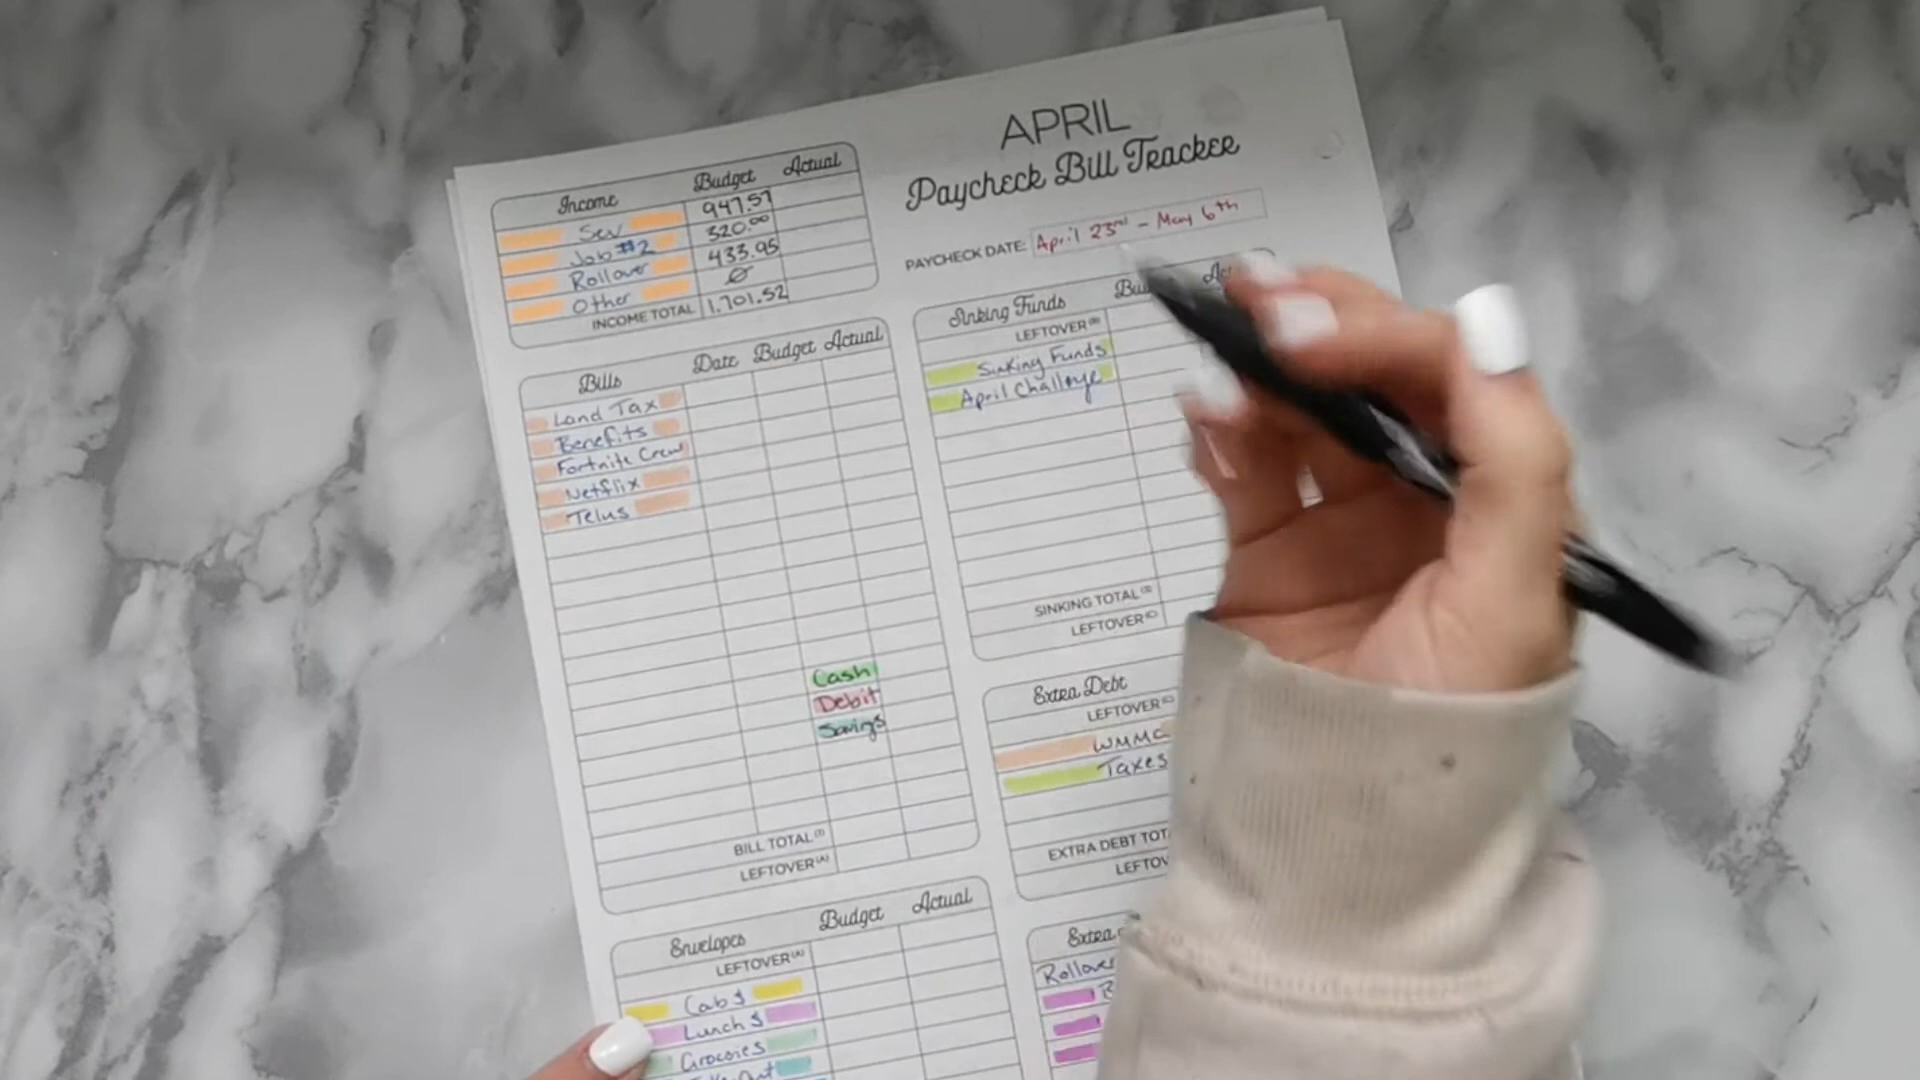 APRIL
Paycheck Bill Tracker
PAYCHECK DATE: April 23rd - May 6th
Income Budget Actual
947.57
Job #2 320.00
Rollover 433.95
Other Ø
INCOME TOTAL 1,701.52
Bills Date Budget Actual
Land Tax
Benefits
Fortnite Crew
Netflix
Telus
Cash
Debit
Savings
BILL TOTAL
LEFTOVER(A)
Envelopes Budget Actual
LEFTOVER(A)
Cab $
Lunch $
Grocsies
Sinking Funds
LEFTOVER(B)
Sinking Funds
April Challenge
SINKING TOTAL
LEFTOVER(C)
Extra Debt
LEFTOVER(C)
WMMC
Taxes
EXTRA DEBT
Extra
Rollover